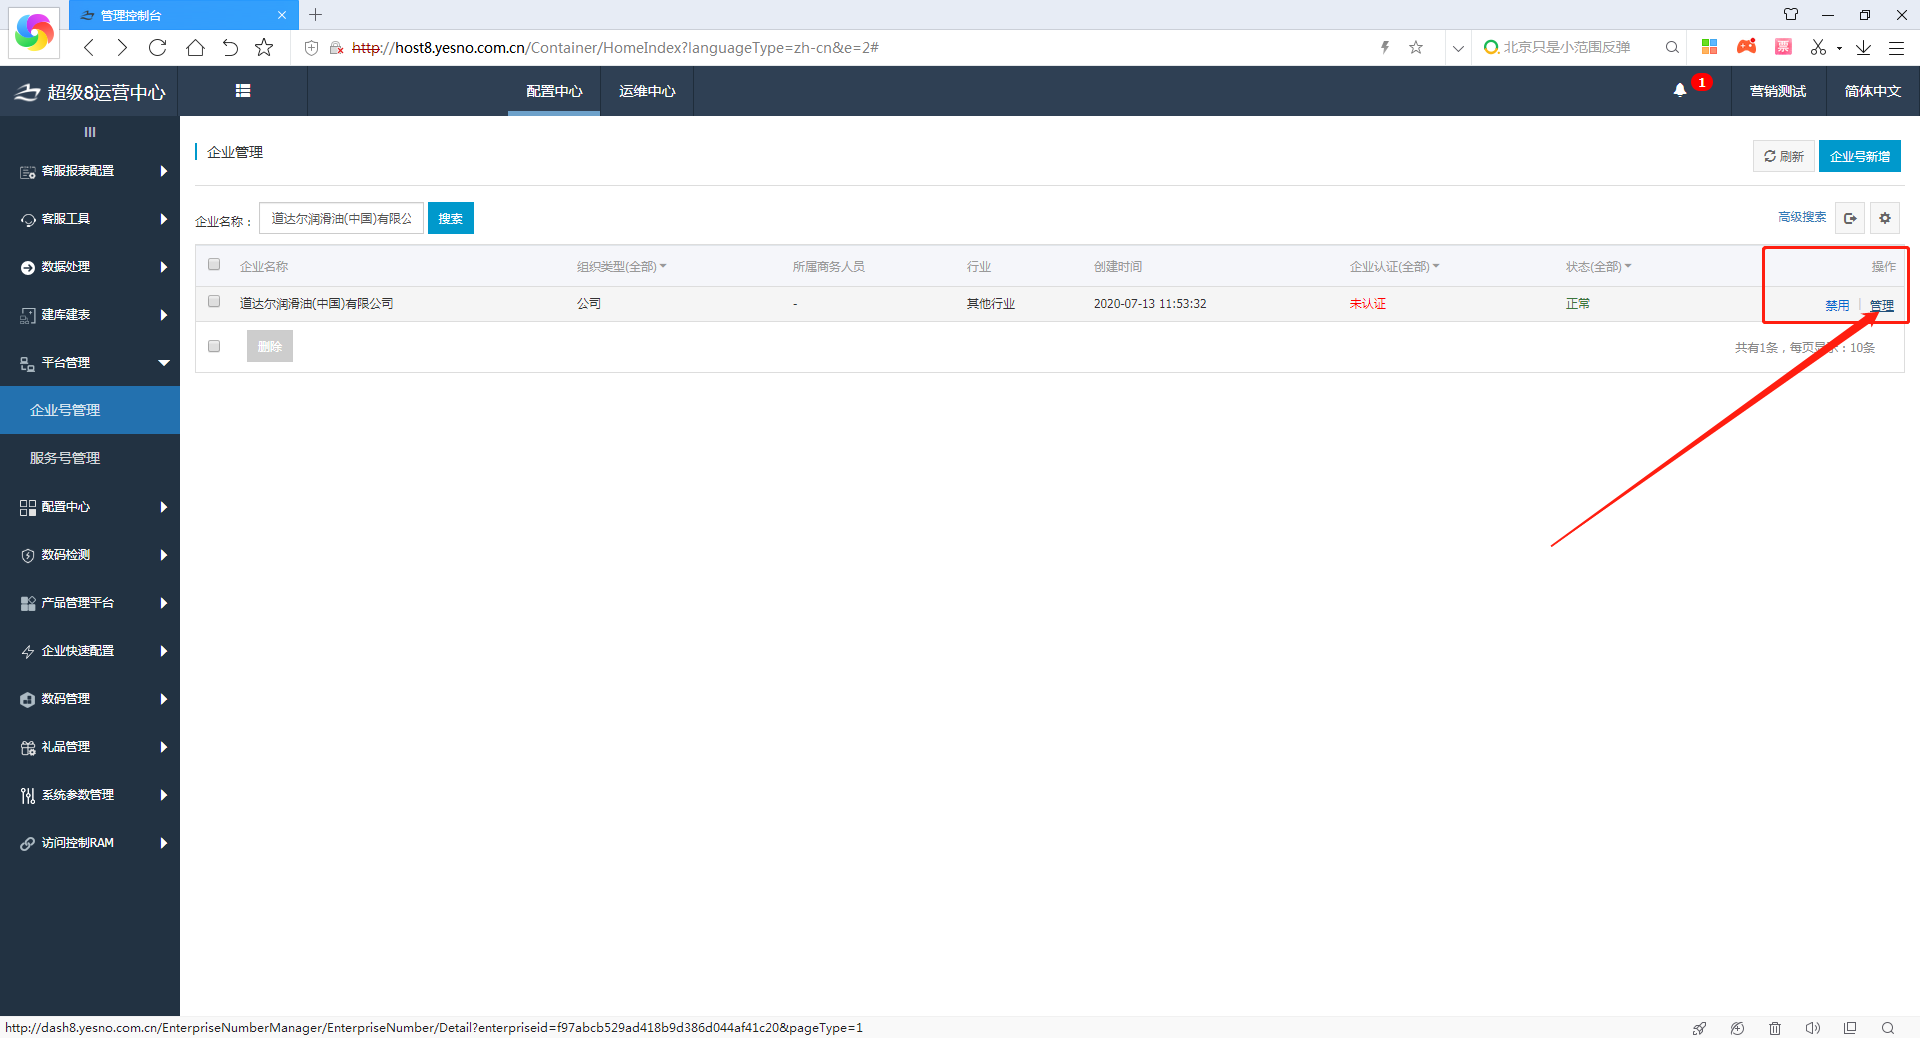 管理控制台
http://host8.yesno.com.cn/Container/HomeIndex?languageType=zh-cn&e=2#
北京只是小范围反弹
票
超级8运营中心
配置中心
运维中心
1
营销测试
简体中文
客服报表配置
客服工具
数据处理
建库建表
平台管理
企业号管理
服务号管理
配置中心
数码检测
产品管理平台
企业快速配置
数码管理
礼品管理
系统参数管理
访问控制RAM
企业管理
刷新
企业号新增
企业名称：
道达尔润滑油(中国)有限公
搜索
高级搜索
企业名称 组织类型(全部) 所属商务人员 行业 创建时间 企业认证(全部) 状态(全部) 操作
道达尔润滑油(中国)有限公司 公司 - 其他行业 2020-07-13 11:53:32 未认证 正常 禁用 管理
删除
共有1条，每页显示：10条
http://dash8.yesno.com.cn/EnterpriseNumberManager/EnterpriseNumber/Detail?enterpriseid=f97abcb529ad418b9d386d044af41c20&pageType=1